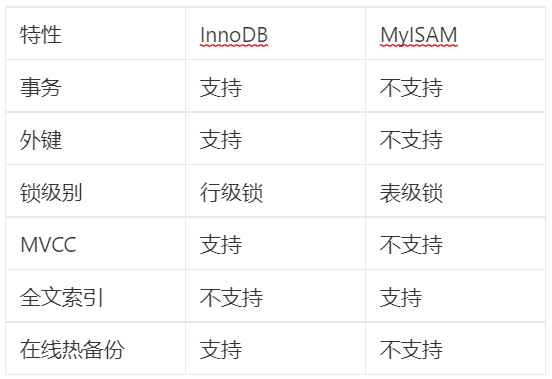 特性 InnoDB MyISAM
事务 支持 不支持
外键 支持 不支持
锁级别 行级锁 表级锁
MVCC 支持 不支持
全文索引 不支持 支持
在线热备份 支持 不支持